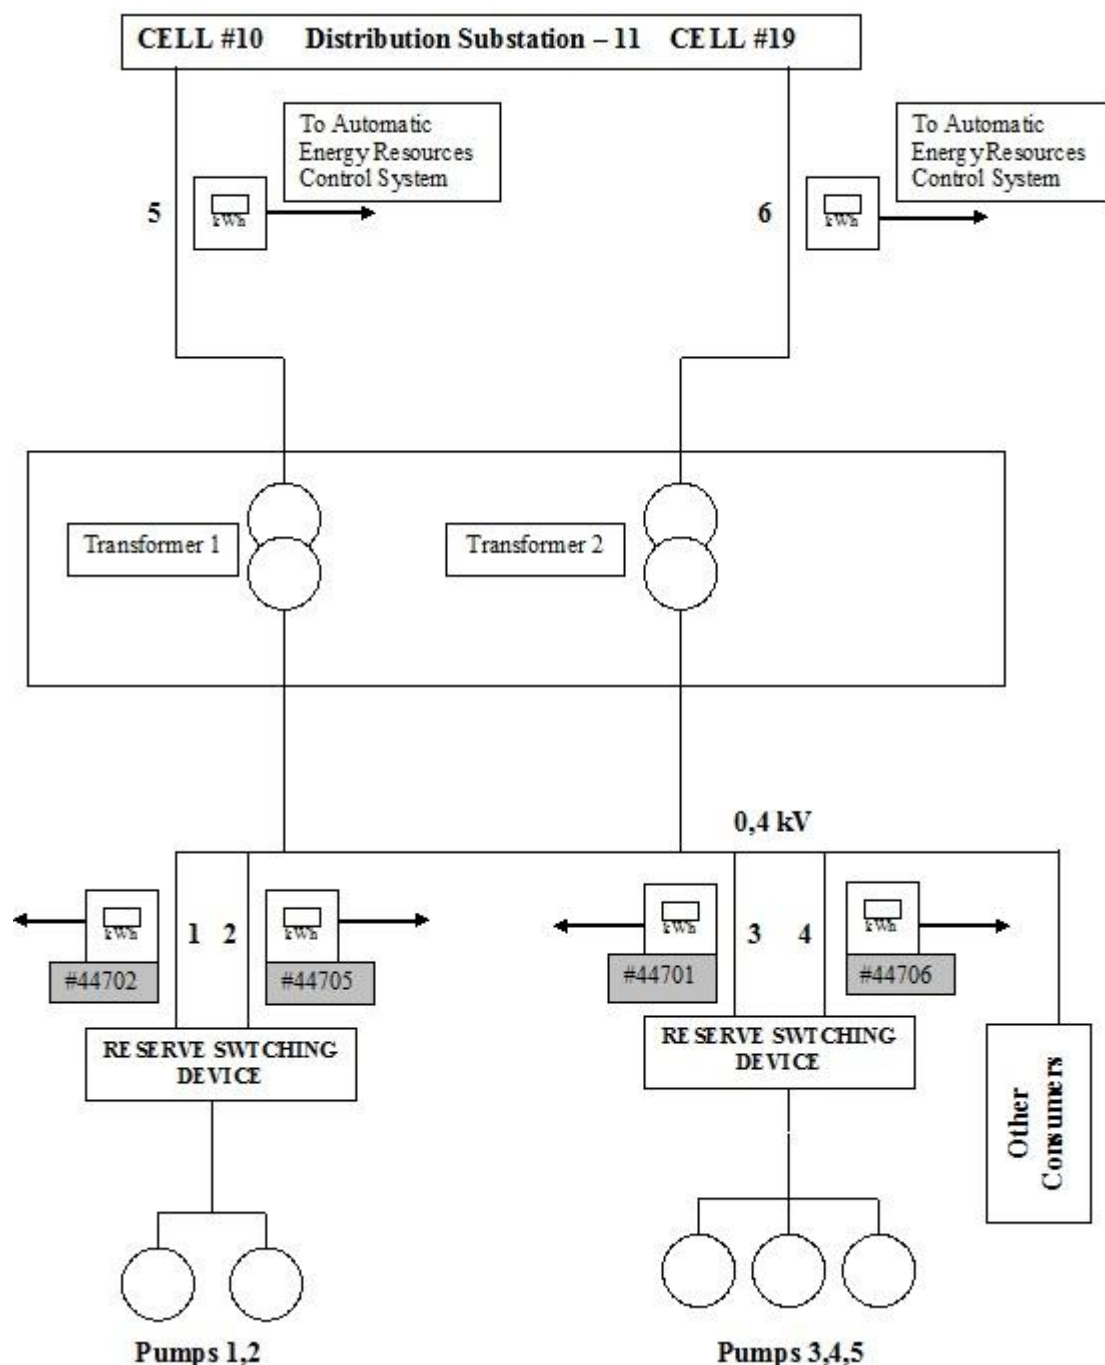 CELL #10 Distribution Substation – 11 CELL #19
To Automatic
Energy Resources
Control System
To Automatic
Energy Resources
Control System
5
kWh
6
kWh
Transformer 1
Transformer 2
0,4 kV
kWh
1 2
kWh
kWh
3 4
kWh
#44702
#44705
#44701
#44706
RESERVE SWTCHING
DEVICE
RESERVE SWTCHING
DEVICE
Other
Consumers
Pumps 1,2
Pumps 3,4,5